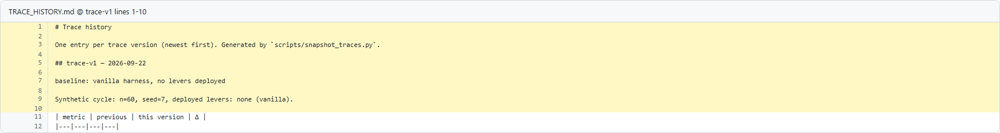 TRACE_HISTORY.md @ trace-v1 lines 1-10
1 # Trace history
2
3 One entry per trace version (newest first). Generated by `scripts/snapshot_traces.py`.
4
5 ## trace-v1 — 2026-09-22
6
7 baseline: vanilla harness, no levers deployed
8
9 Synthetic cycle: n=60, seed=7, deployed levers: none (vanilla).
10
11 | metric | previous | this version | Δ |
12 |---|---|---|---|